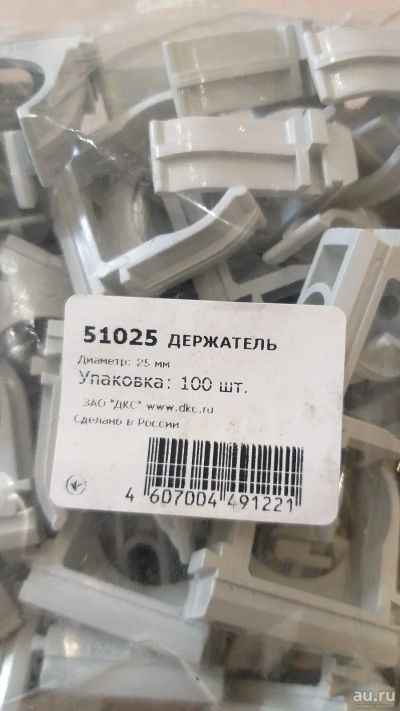 51025 ДЕРЖАТЕЛЬ
Диаметр: 25 мм
Упаковка: 100 шт.
ЗАО "ДКС" www.dkc.ru
Сделано в России
4 607004 491221
au.ru